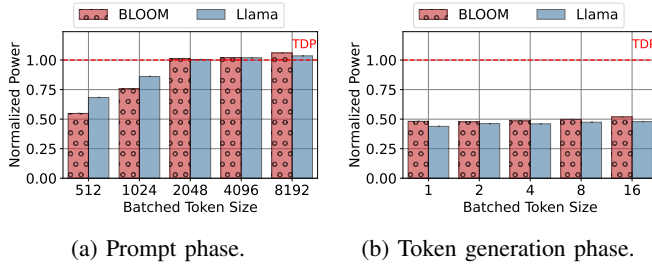 BLOOM Llama
TDP
1.00
0.75
0.50
0.25
0.00
Normalized Power
512 1024 2048 4096 8192
Batched Token Size
(a) Prompt phase.
BLOOM Llama
TDP
1.00
0.75
0.50
0.25
0.00
Normalized Power
1 2 4 8 16
Batched Token Size
(b) Token generation phase.